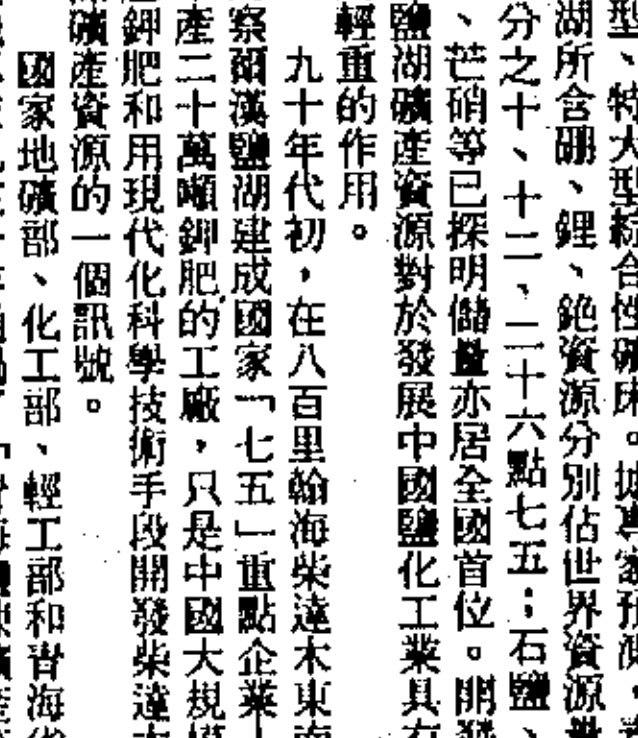 型、特大型綜合性礦床。據專家預測，
湖所含硼、鋰、銫資源分別佔世界資源
分之十、十二、二十六點七五；石鹽、
、芒硝等已探明儲量亦居全國首位。開發
鹽湖礦產資源對於發展中國鹽化工業具有
輕重的作用。
九十年代初，在八百里翰海柴達木東南
察爾漢鹽湖建成國家「七五」重點企業
產二十萬噸鉀肥的工廠，只是中國大規模
鉀肥和用現代化科學技術手段開發柴達木
礦產資源的一個訊號。
國家地礦部、化工部、輕工部和青海省